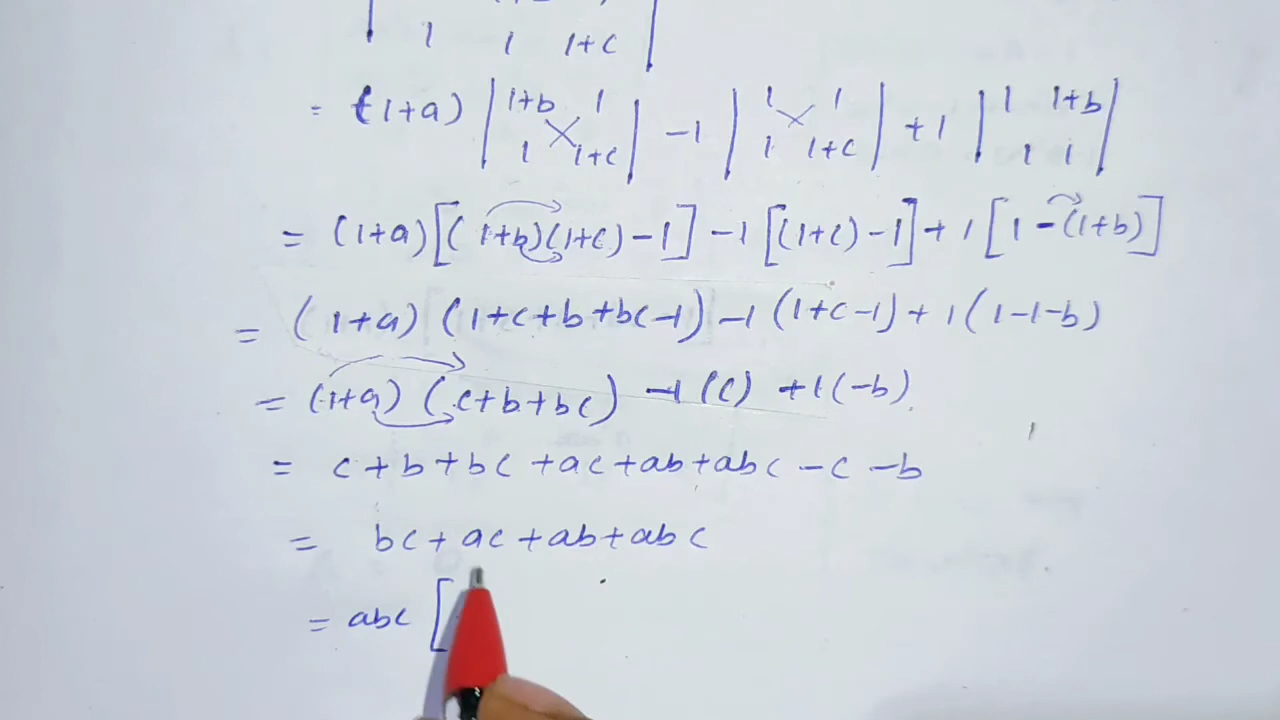 1 1 1+c
= (1+a) | 1+b 1 | -1 | 1 1 | +1 | 1 1+b |
1 1+c 1 1+c 1 1
= (1+a)[(1+b)(1+c)-1] -1 [(1+c)-1] + 1 [1-(1+b)]
= (1+a) (1+c+b+bc-1) -1 (1+c-1) + 1(1-1-b)
= (1+a) (c+b+bc) -1 (c) +1(-b)
= c+b+bc+ac+ab+abc-c-b
= bc+ac+ab+abc
= abc [